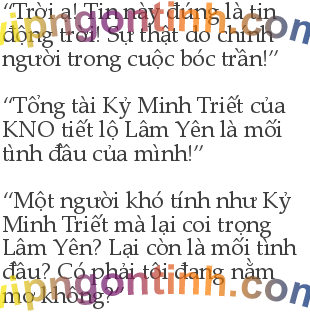 “Trời ạ! Tin này đúng là tin
động trời! Sự thật do chính
người trong cuộc bóc trần!”
“Tổng tài Kỷ Minh Triết của
KNO tiết lộ Lâm Yên là mối
tình đầu của mình!”
“Một người khó tính như Kỷ
Minh Triết mà lại coi trọng
Lâm Yên? Lại còn là mối tình
đầu? Có phải tôi đang nằm
mơ không?”
vipngontinh.com
vipngontinh.com